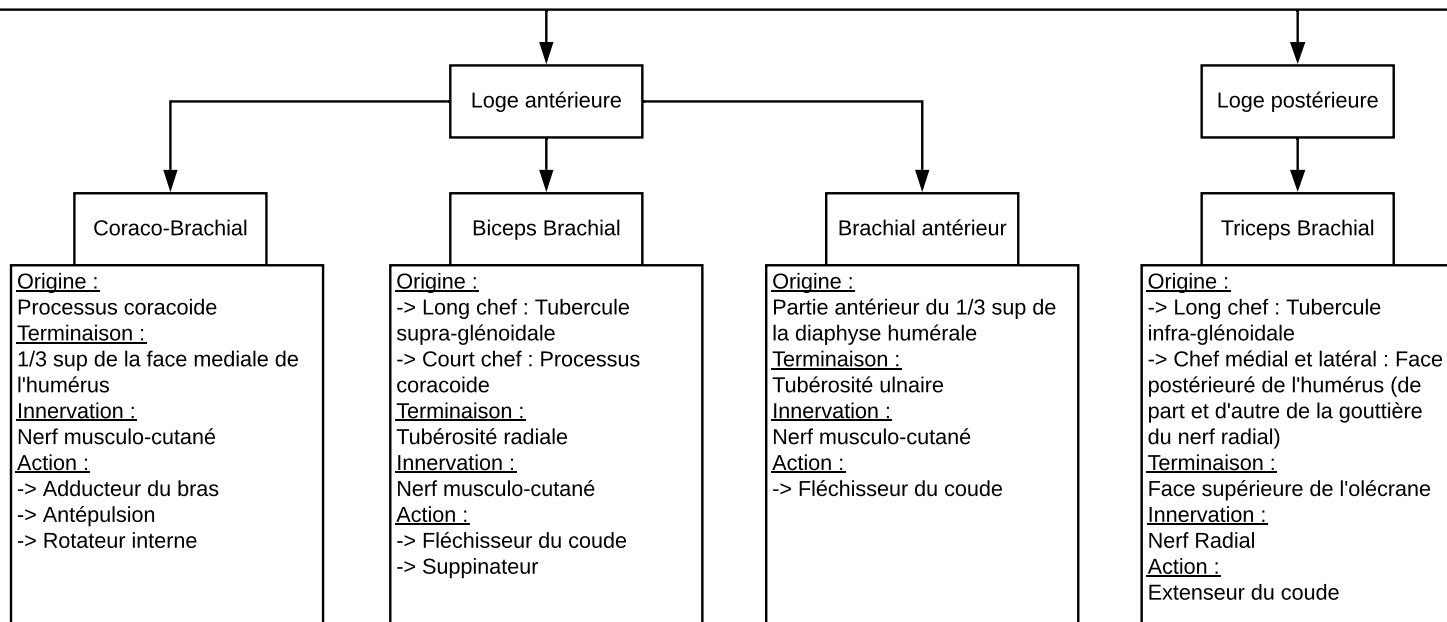 Loge antérieure
Loge postérieure
Coraco-Brachial
Biceps Brachial
Brachial antérieur
Triceps Brachial
Origine :
Processus coracoide
Terminaison :
1/3 sup de la face mediale de
l'humérus
Innervation :
Nerf musculo-cutané
Action :
-> Adducteur du bras
-> Antépulsion
-> Rotateur interne
Origine :
-> Long chef : Tubercule
supra-glénoidale
-> Court chef : Processus
coracoide
Terminaison :
Tubérosité radiale
Innervation :
Nerf musculo-cutané
Action :
-> Fléchisseur du coude
-> Suppinateur
Origine :
Partie antérieur du 1/3 sup de
la diaphyse humérale
Terminaison :
Tubérosité ulnaire
Innervation :
Nerf musculo-cutané
Action :
-> Fléchisseur du coude
Origine :
-> Long chef : Tubercule
infra-glénoidale
-> Chef médial et latéral : Face
postérieuré de l'humérus (de
part et d'autre de la gouttière
du nerf radial)
Terminaison :
Face supérieure de l'olécrane
Innervation :
Nerf Radial
Action :
Extenseur du coude